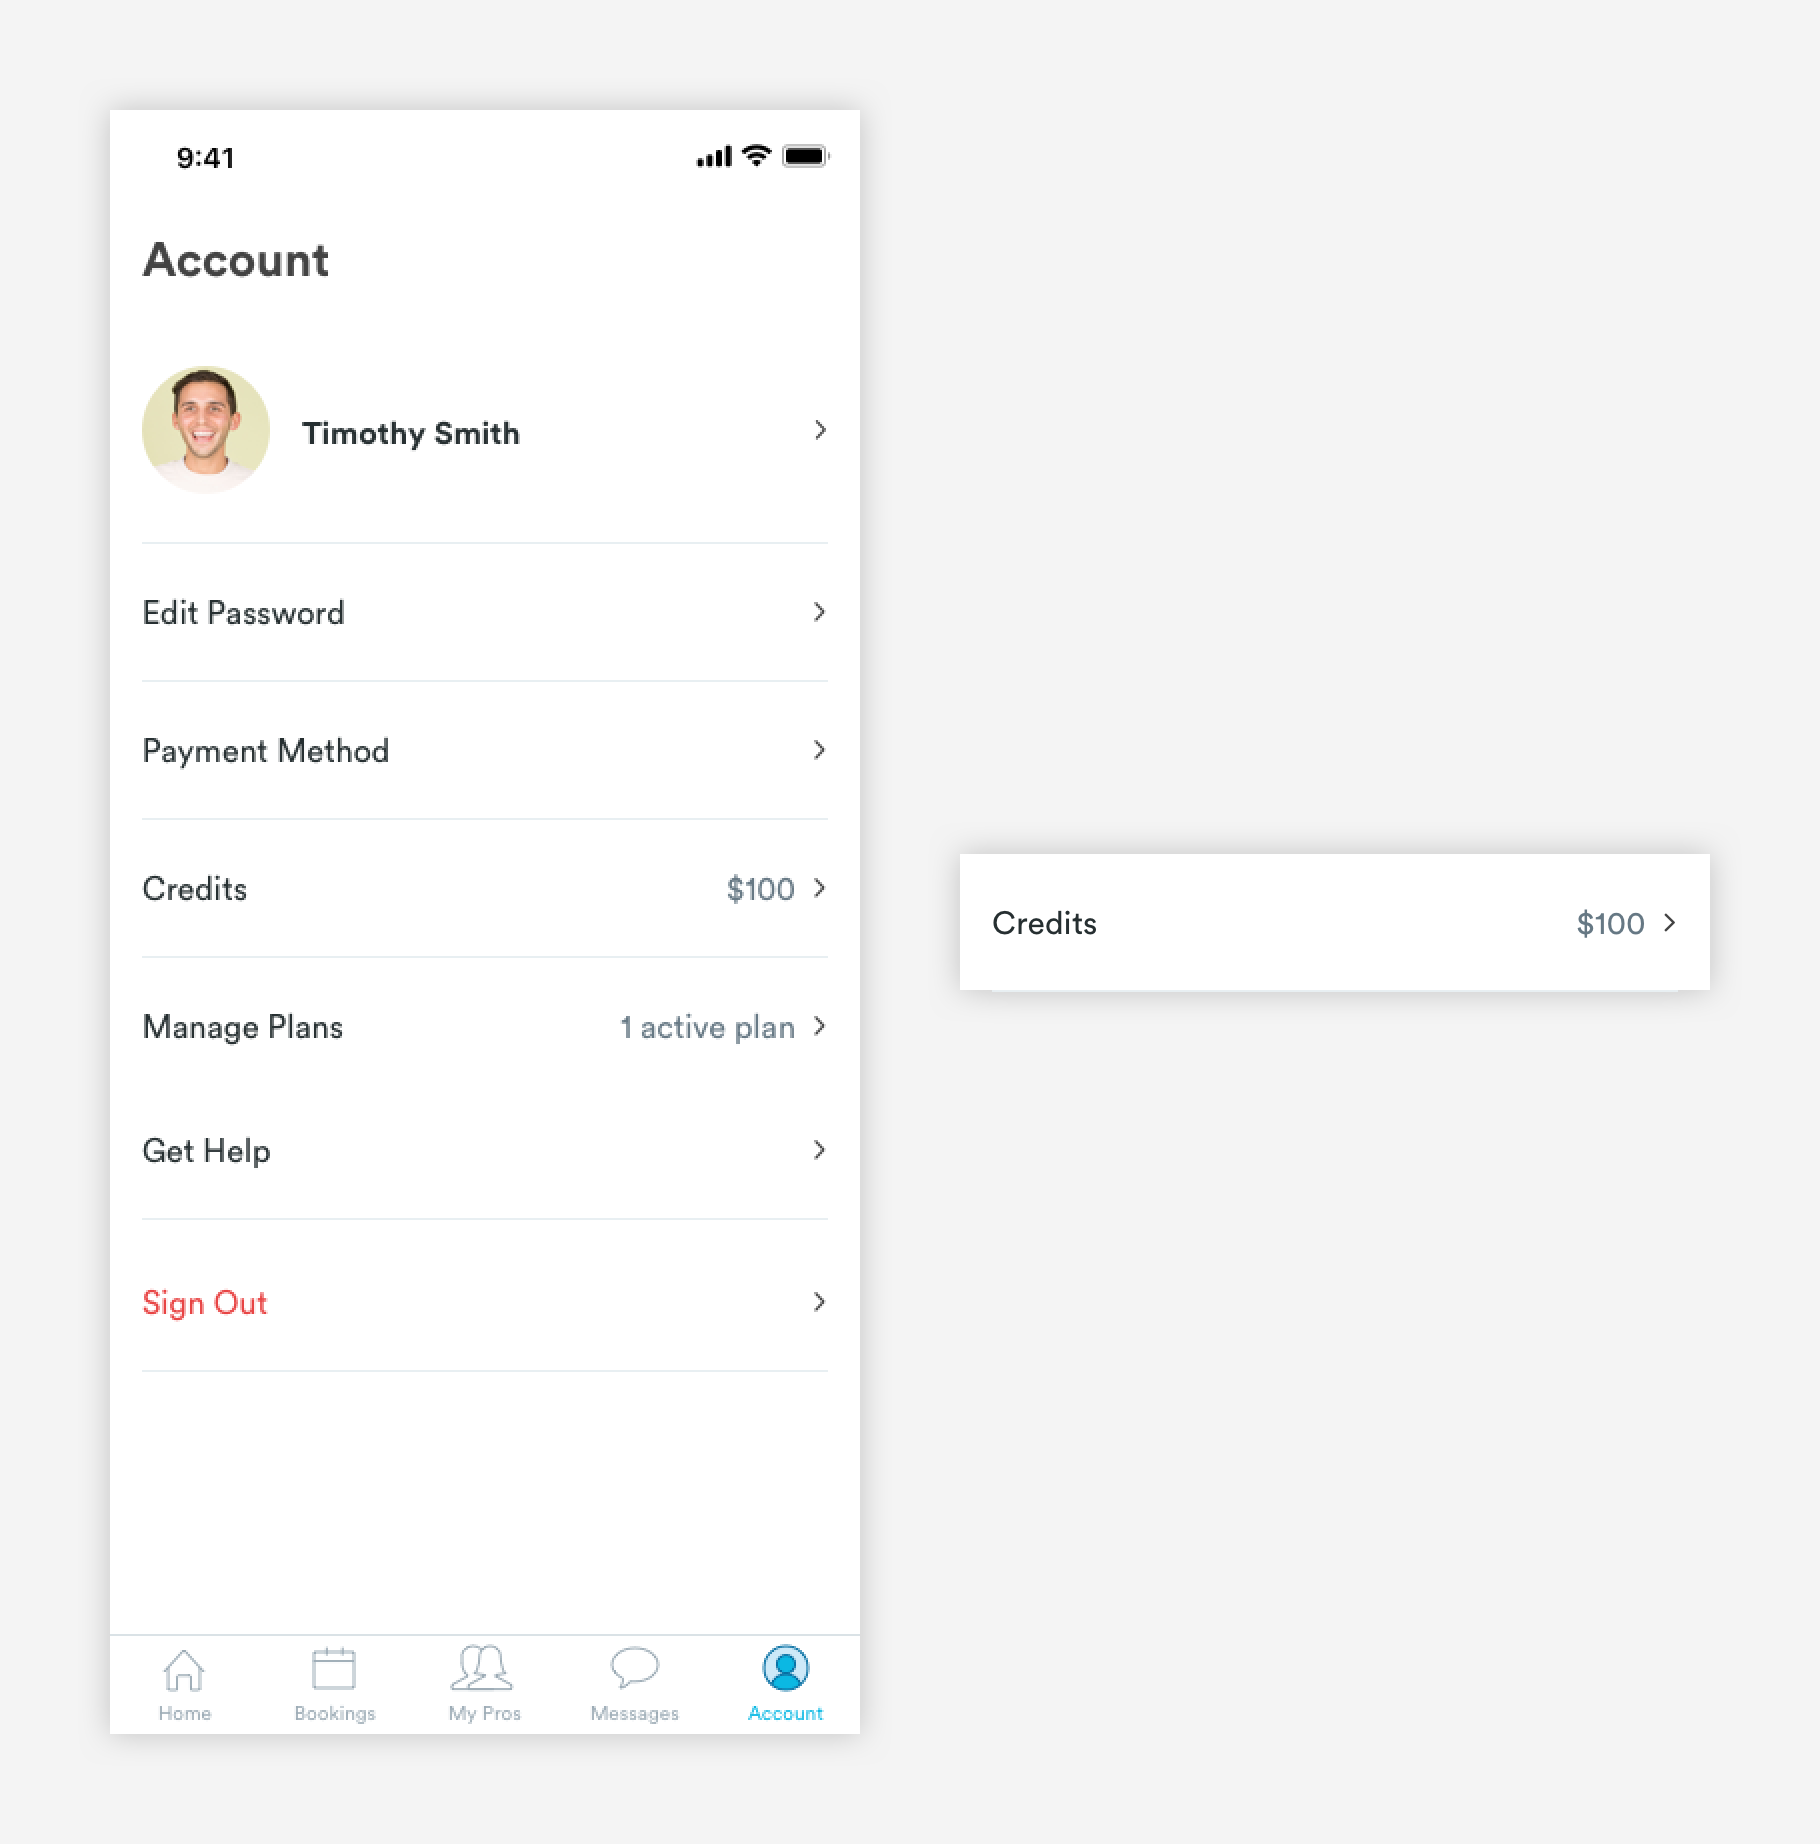 9:41
Account
Timothy Smith
Edit Password
Payment Method
Credits $100
Manage Plans 1 active plan
Get Help
Sign Out
Home Bookings My Pros Messages Account
Credits $100